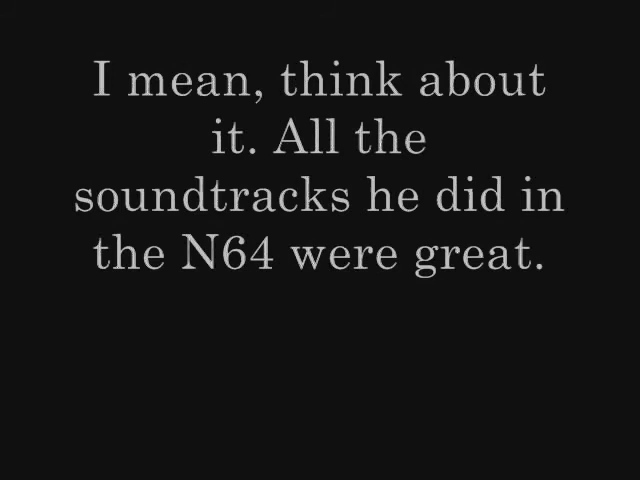 I mean, think about
it. All the
soundtracks he did in
the N64 were great.